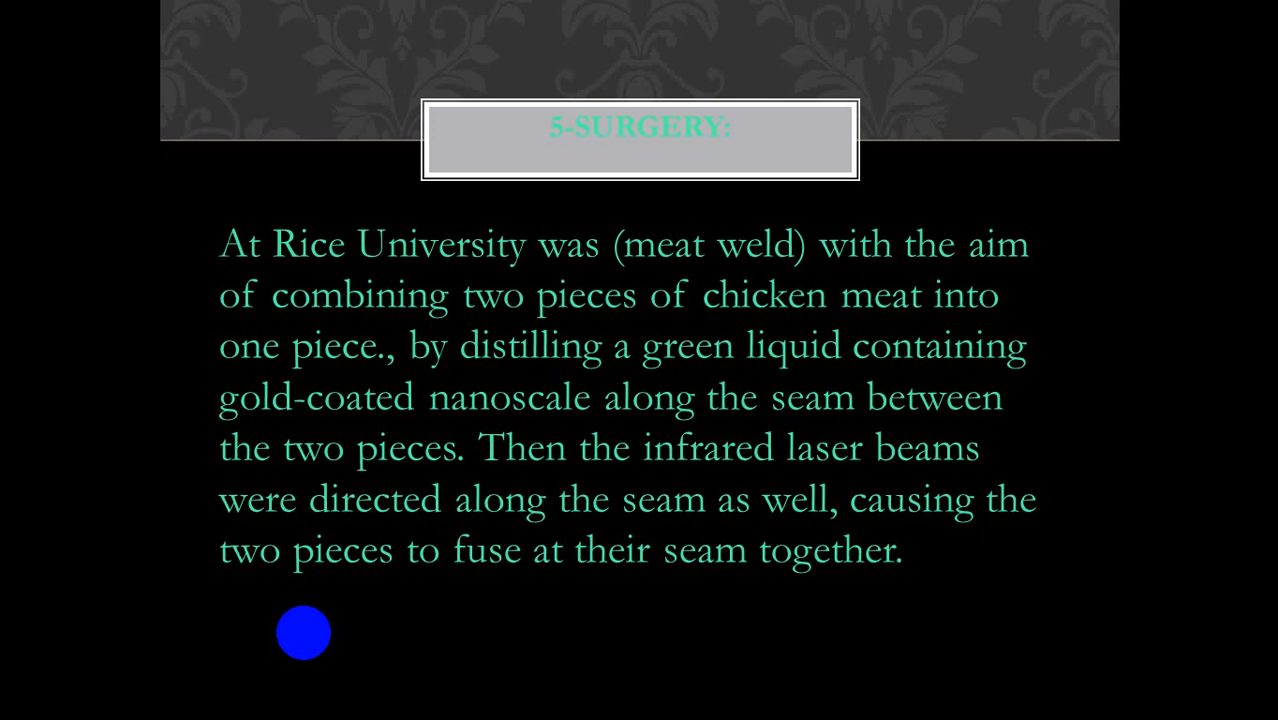 5-SURGERY:
At Rice University was (meat weld) with the aim
of combining two pieces of chicken meat into
one piece., by distilling a green liquid containing
gold-coated nanoscale along the seam between
the two pieces. Then the infrared laser beams
were directed along the seam as well, causing the
two pieces to fuse at their seam together.